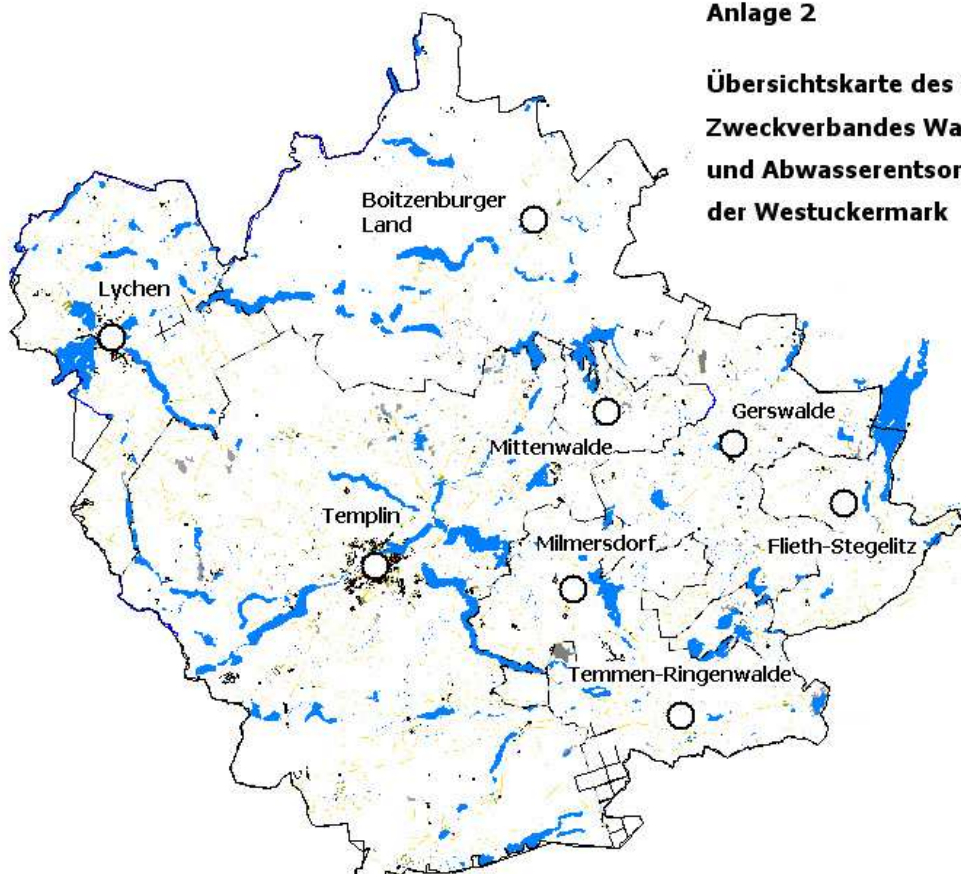 Anlage 2
Übersichtskarte des
Zweckverbandes Wa
und Abwasserentsor
der Westuckermark
Boitzenburger
Land
Lychen
Gerswalde
Mittenwalde
Templin
Milmersdorf
Flieth-Stegelitz
Temmen-Ringenwalde